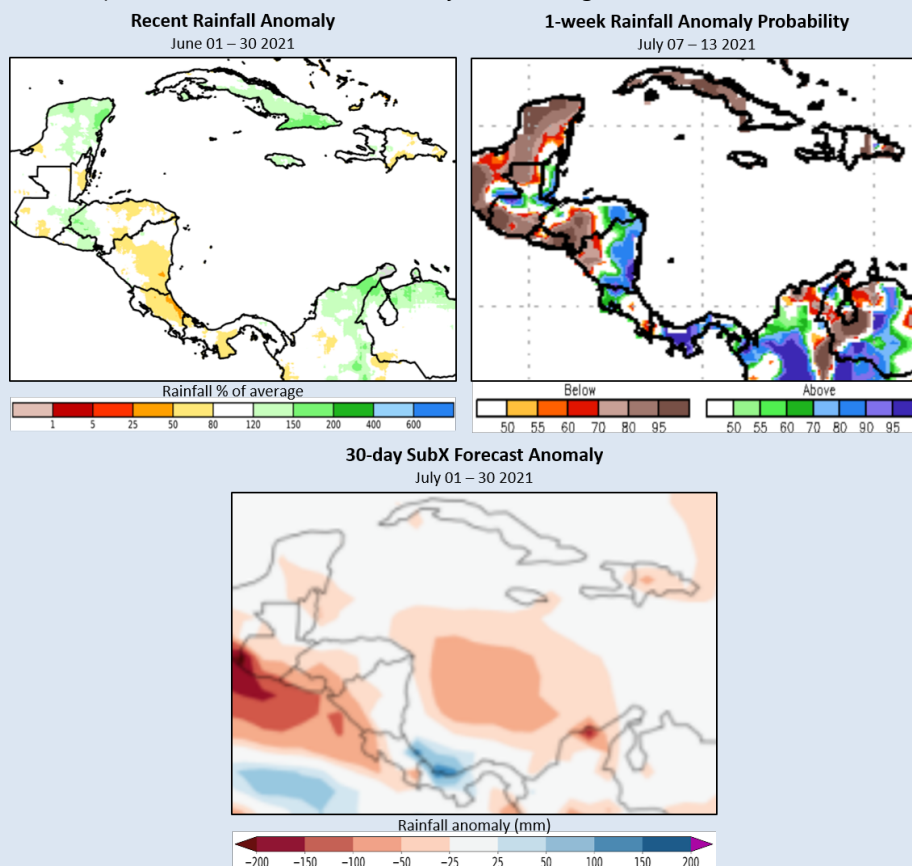 Recent Rainfall Anomaly
June 01 – 30 2021
Rainfall % of average
1 5 25 50 80 120 150 200 400 600
1-week Rainfall Anomaly Probability
July 07 – 13 2021
Below Above
50 55 60 70 80 95 50 55 60 70 80 90 95
30-day SubX Forecast Anomaly
July 01 – 30 2021
Rainfall anomaly (mm)
−200 −150 −100 −50 −25 25 50 100 150 200